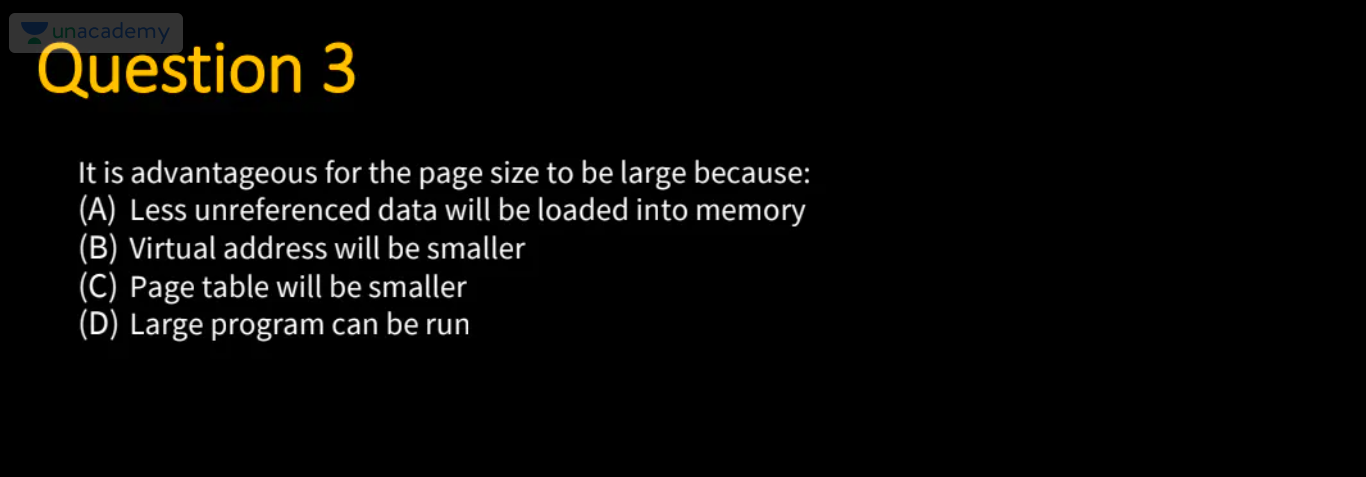 unacademy
Question 3
It is advantageous for the page size to be large because:
(A) Less unreferenced data will be loaded into memory
(B) Virtual address will be smaller
(C) Page table will be smaller
(D) Large program can be run